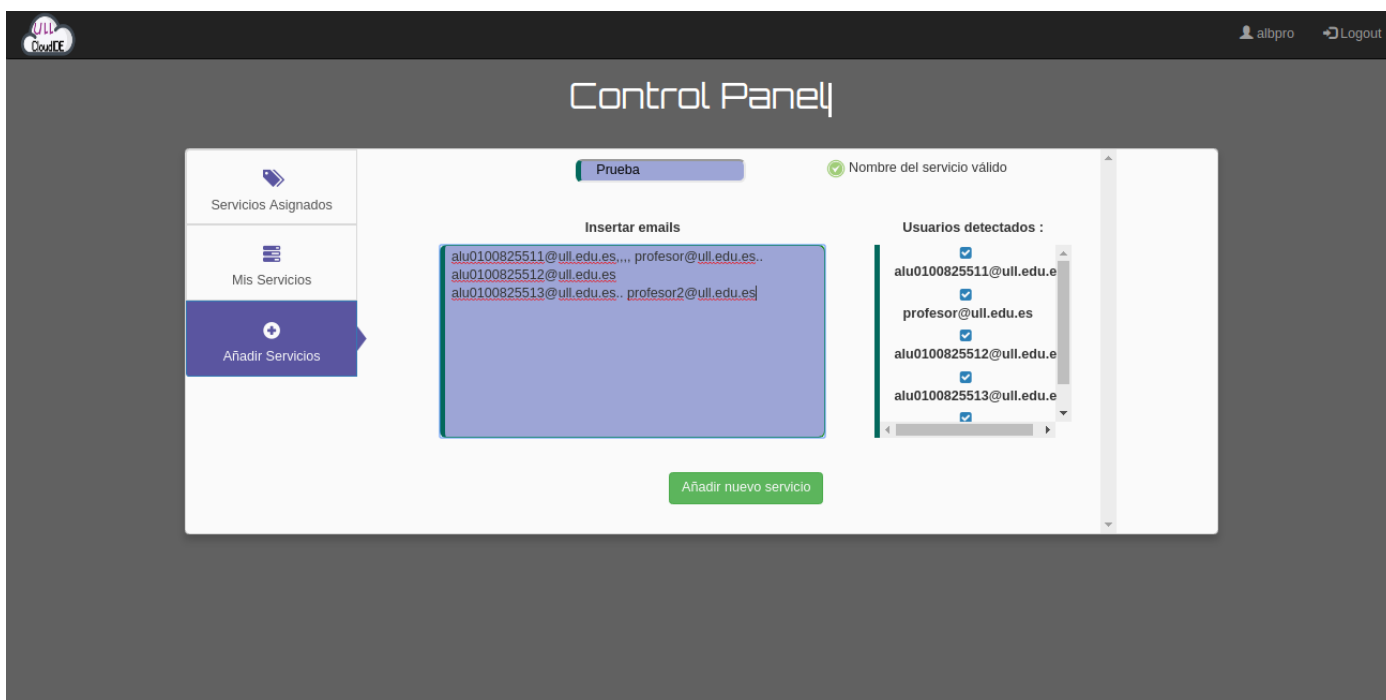 ULL
CloudIDE
albpro
Logout
Control Panel
Servicios Asignados
Mis Servicios
Añadir Servicios
Prueba
Nombre del servicio válido
Insertar emails
alu0100825511@ull.edu.es,,,, profesor@ull.edu.es..
alu0100825512@ull.edu.es
alu0100825513@ull.edu.es.. profesor2@ull.edu.es
Usuarios detectados :
alu0100825511@ull.edu.e
profesor@ull.edu.es
alu0100825512@ull.edu.e
alu0100825513@ull.edu.e
Añadir nuevo servicio